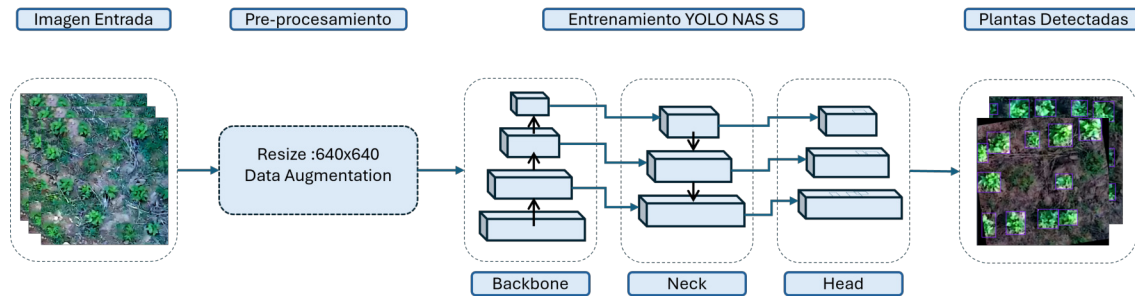 Imagen Entrada
Pre-procesamiento
Entrenamiento YOLO NAS S
Plantas Detectadas
Resize :640x640
Data Augmentation
Backbone
Neck
Head